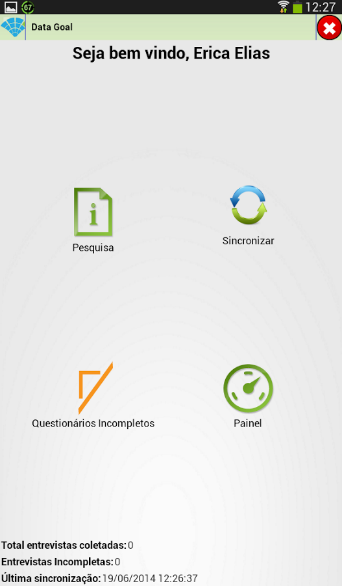 67
12:27
Data Goal
Seja bem vindo, Erica Elias
Pesquisa
Sincronizar
Questionários Incompletos
Painel
Total entrevistas coletadas: 0
Entrevistas Incompletas: 0
Última sincronização: 19/06/2014 12:26:37